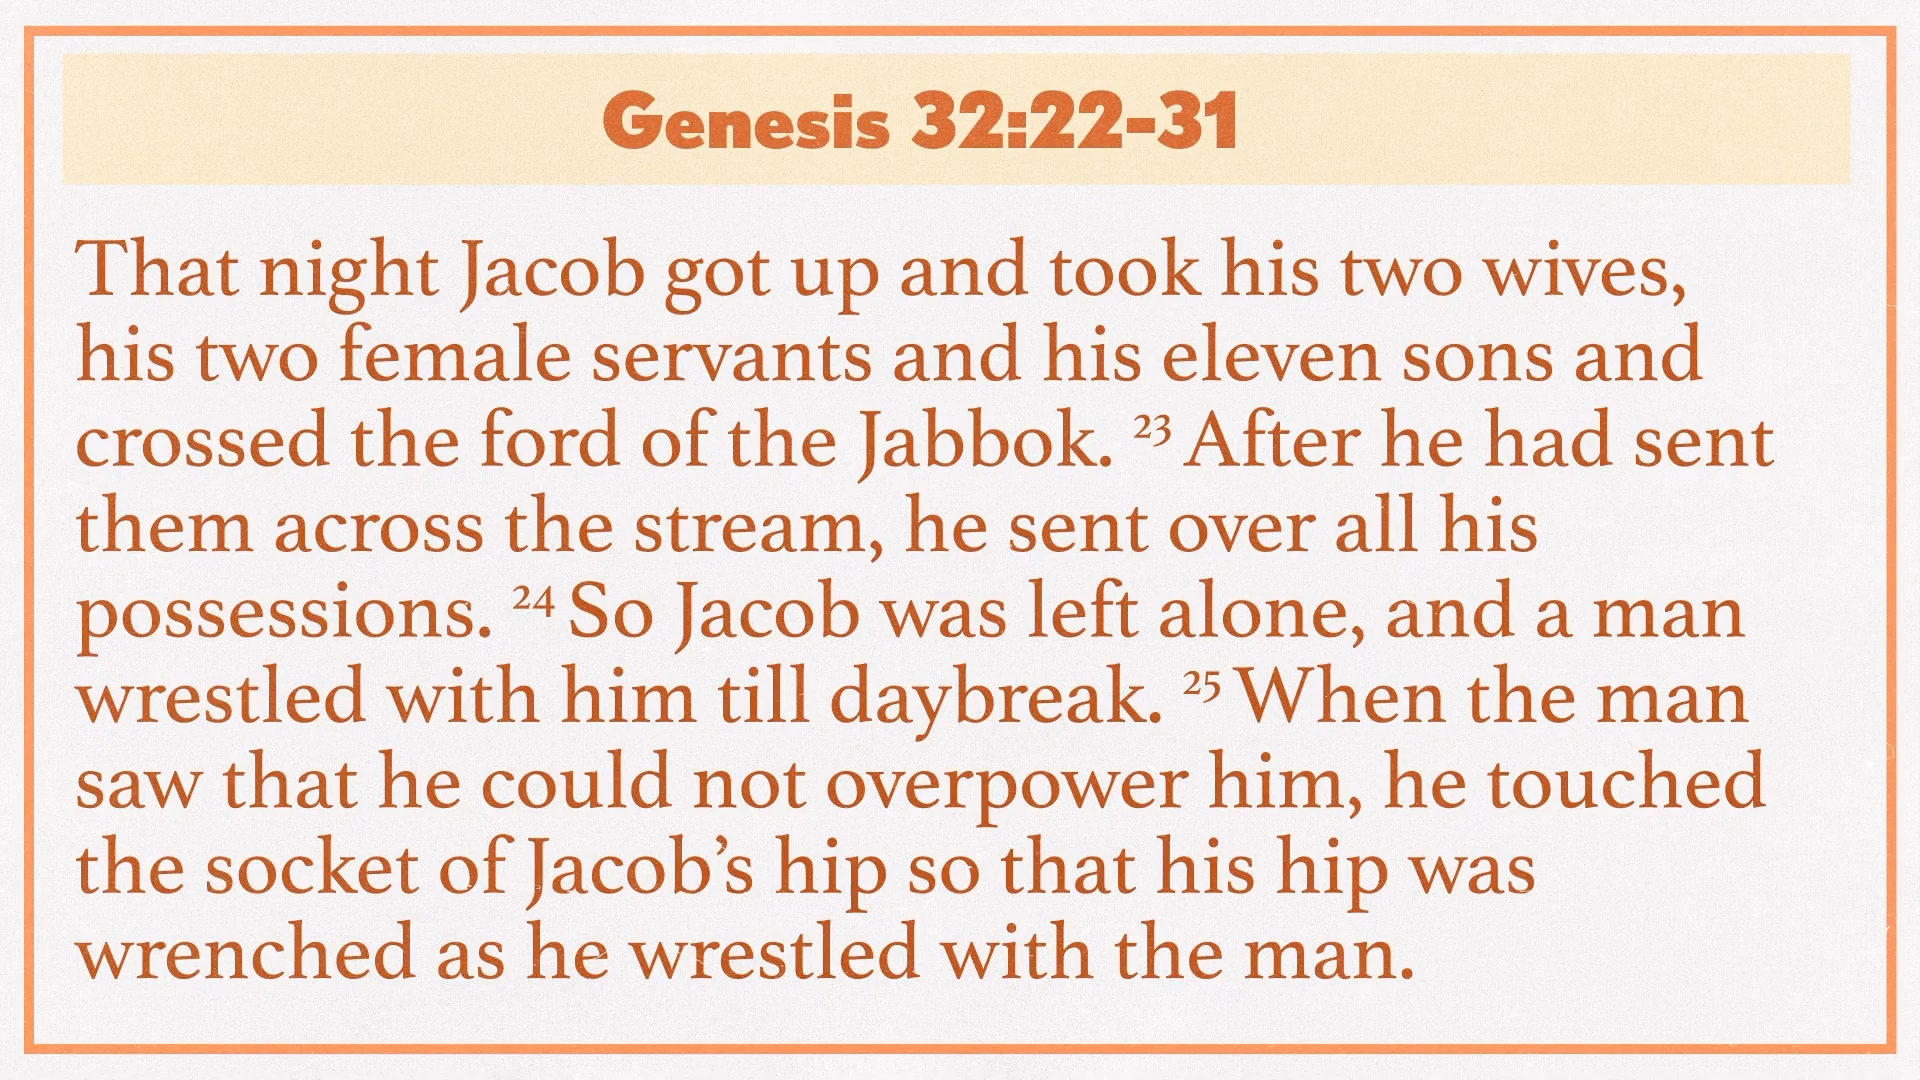 Genesis 32:22-31
That night Jacob got up and took his two wives,
his two female servants and his eleven sons and
crossed the ford of the Jabbok. ²³ After he had sent
them across the stream, he sent over all his
possessions. ²⁴ So Jacob was left alone, and a man
wrestled with him till daybreak. ²⁵ When the man
saw that he could not overpower him, he touched
the socket of Jacob’s hip so that his hip was
wrenched as he wrestled with the man.